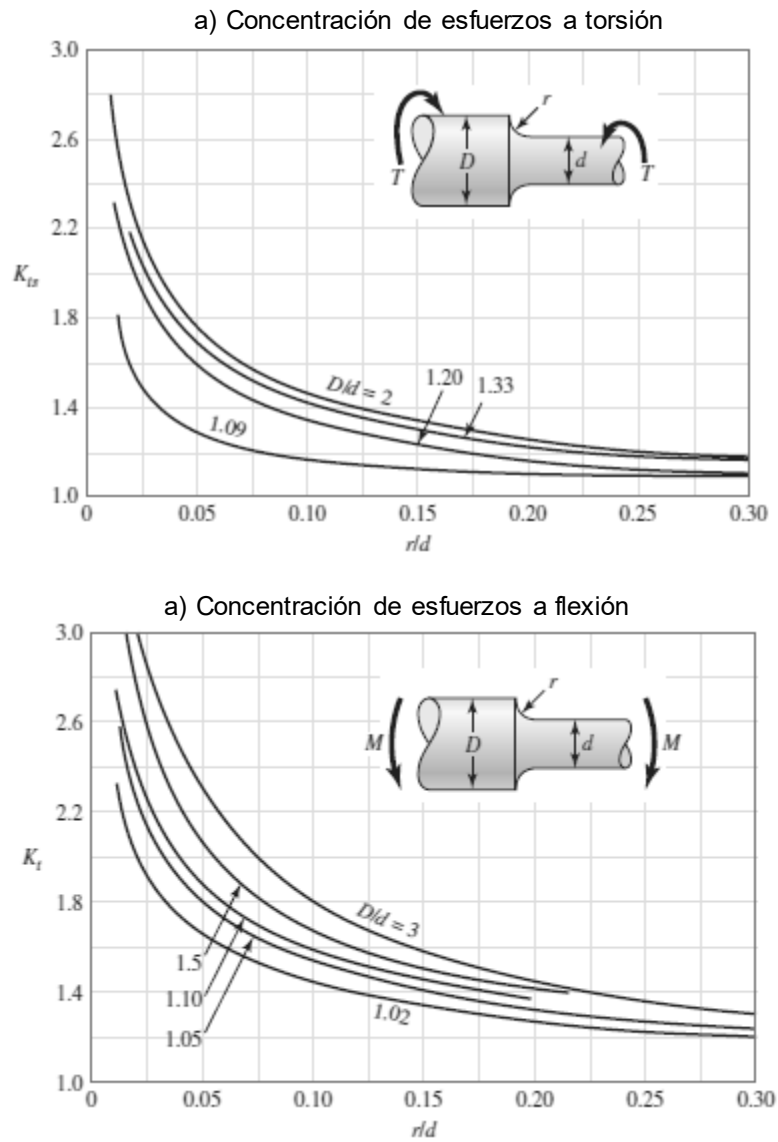 a) Concentración de esfuerzos a torsión
3.0
2.6
2.2
1.8
1.4
1.0
K_ts
r
D
d
T
T
D/d = 2
1.20
1.33
1.09
0
0.05
0.10
0.15
0.20
0.25
0.30
r/d
a) Concentración de esfuerzos a flexión
3.0
2.6
2.2
1.8
1.4
1.0
K_t
r
M
D
d
M
D/d = 3
1.5
1.10
1.05
1.02
0
0.05
0.10
0.15
0.20
0.25
0.30
r/d